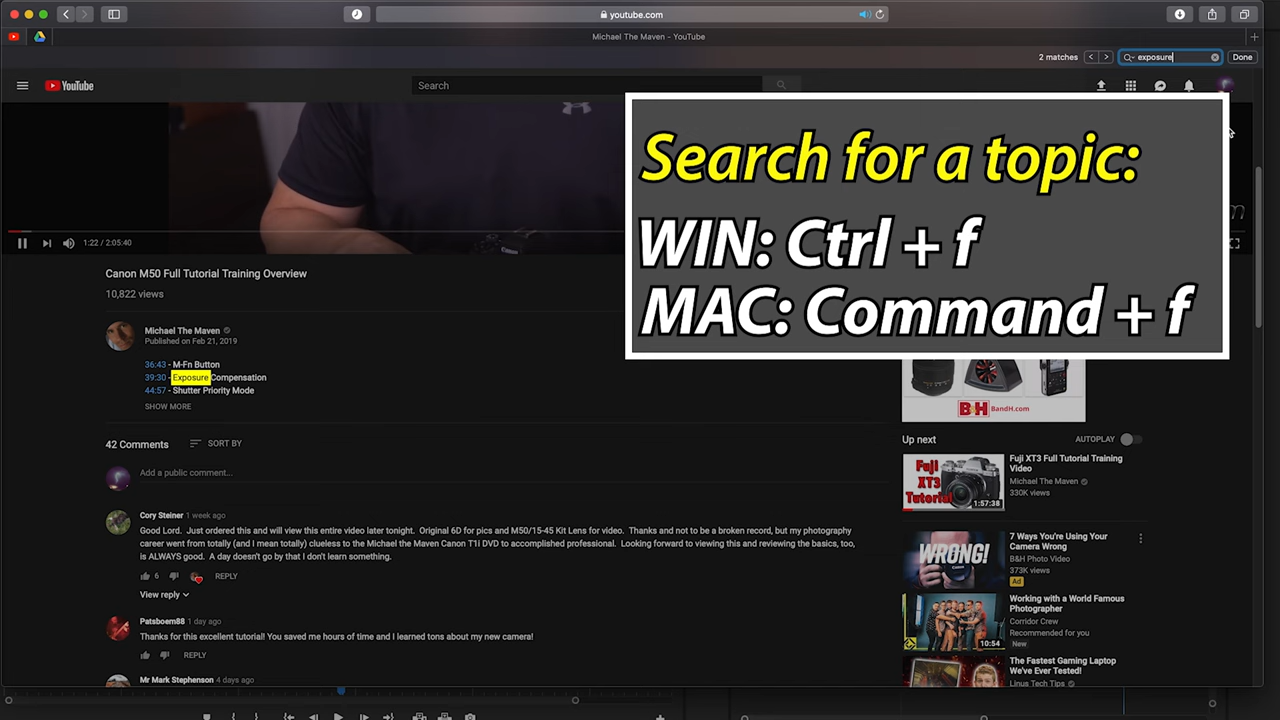 youtube.com
Michael The Maven - YouTube
2 matches
exposure
Done
YouTube
Search
Search for a topic:
WIN: Ctrl + f
MAC: Command + f
1:22 / 2:05:40
Canon M50 Full Tutorial Training Overview
10,822 views
Michael The Maven
Published on Feb 21, 2019
36:43 - M-Fn Button
39:30 - Exposure Compensation
44:57 - Shutter Priority Mode
SHOW MORE
B&H BandH.com
42 Comments
SORT BY
Add a public comment...
Cory Steiner 1 week ago
Good Lord. Just ordered this and will view this entire video later tonight. Original 6D for pics and M50/15-45 Kit Lens for video. Thanks and not to be a broken record, but my photography
career went from totally (and I mean totally) clueless to the Michael the Maven Canon T1i DVD to accomplished professional. Looking forward to viewing this and reviewing the basics, too,
is ALWAYS good. A day doesn't go by that I don't learn something.
6
REPLY
View reply
Patsboem88 1 day ago
Thanks for this excellent tutorial! You saved me hours of time and I learned tons about my new camera!
REPLY
Mr Mark Stephenson 4 days ago
Up next
AUTOPLAY
Fuji
XT3
Tutorial
1:57:38
Fuji XT3 Full Tutorial Training
Video
Michael The Maven
330K views
WRONG!
Canon
7 Ways You're Using Your
Camera Wrong
B&H Photo Video
373K views
Ad
10:54
Working with a World Famous
Photographer
Corridor Crew
Recommended for you
New
The Fastest Gaming Laptop
We've Ever Tested!
Linus Tech Tips